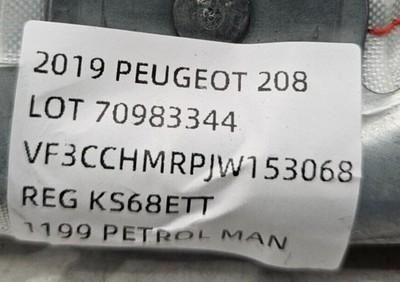 2019 PEUGEOT 208
LOT 70983344
VF3CCHMRPJW153068
REG KS68ETT
1199 PETROL MAN